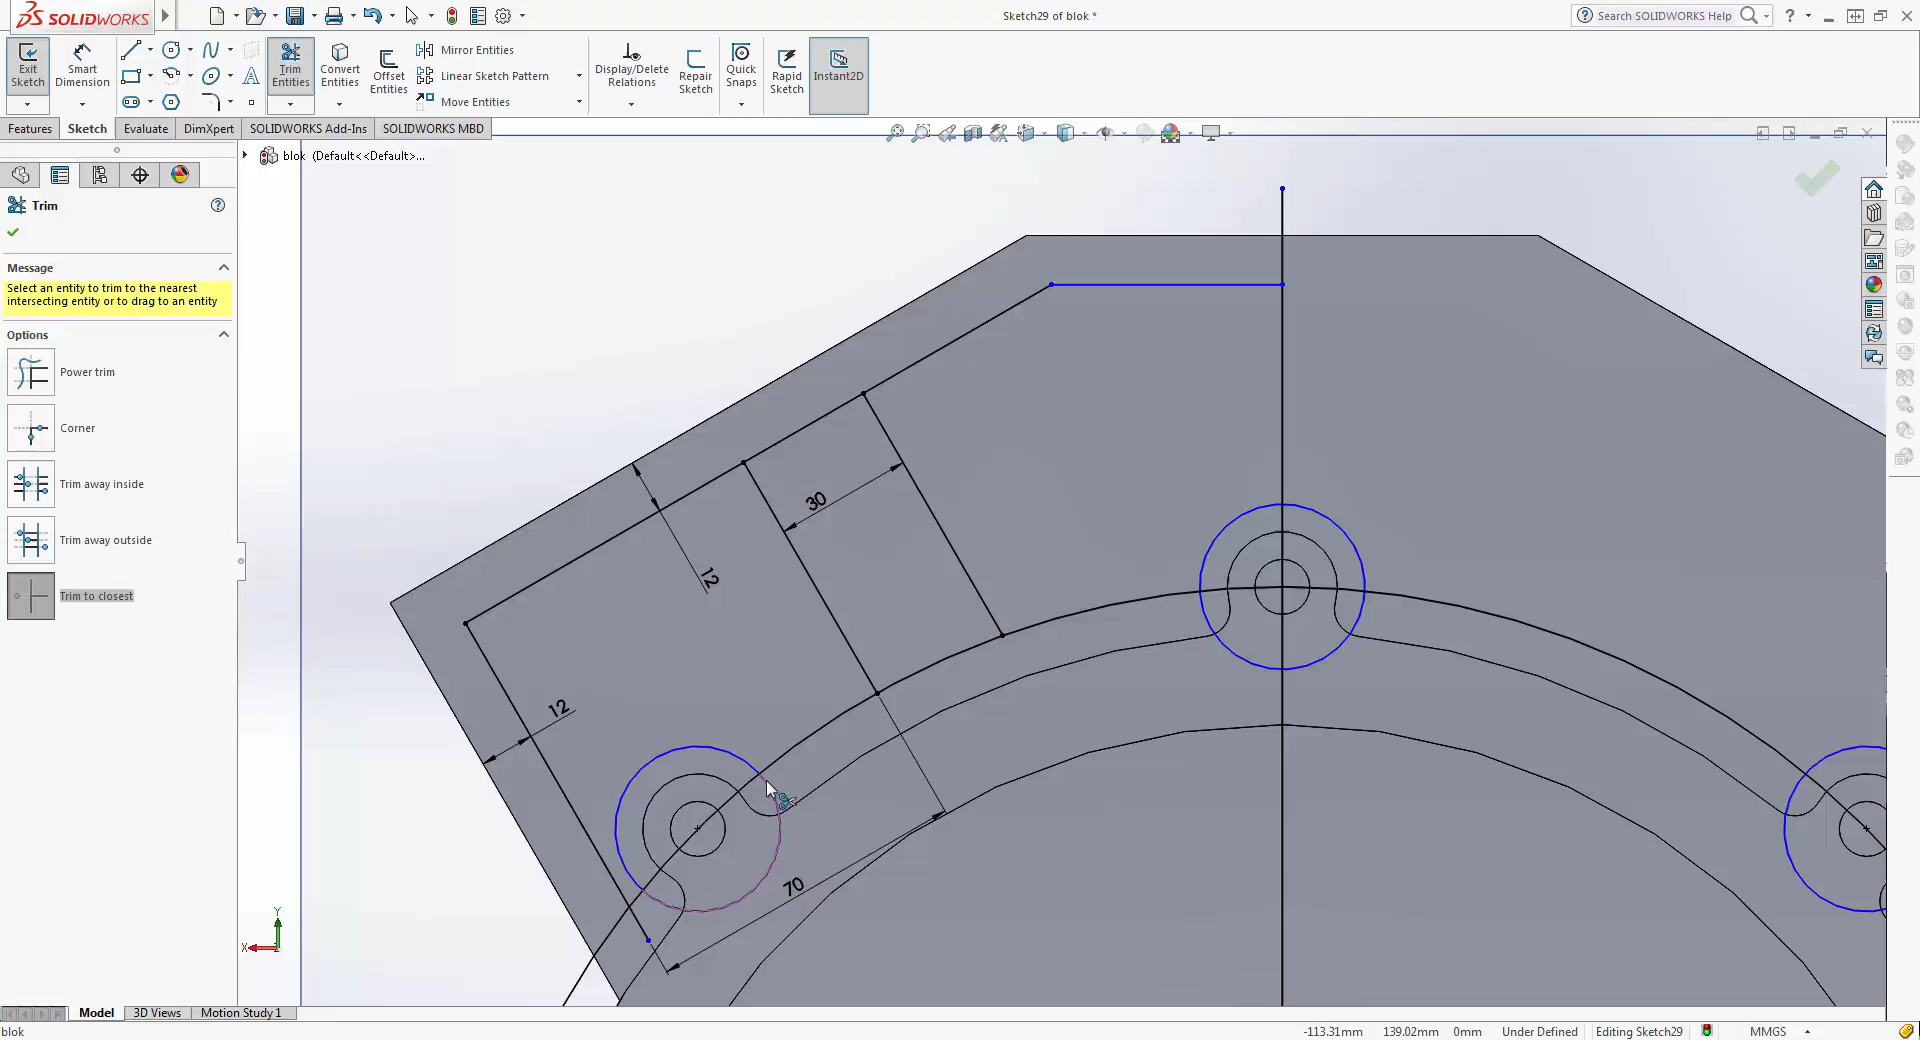 SOLIDWORKS
Sketch29 of blok *
Search SOLIDWORKS Help
?
Exit Sketch
Smart Dimension
Trim Entities
Convert Entities
Offset Entities
Mirror Entities
Linear Sketch Pattern
Move Entities
Display/Delete Relations
Repair Sketch
Quick Snaps
Rapid Sketch
Instant2D
Features
Sketch
Evaluate
DimXpert
SOLIDWORKS Add-Ins
SOLIDWORKS MBD
blok (Default<<Default>...
Trim
?
Message
Select an entity to trim to the nearest
intersecting entity or to drag to an entity
Options
Power trim
Corner
Trim away inside
Trim away outside
Trim to closest
30
12
12
70
Y
X
Model
3D Views
Motion Study 1
blok
-113.31mm
139.02mm
0mm
Under Defined
Editing Sketch29
MMGS